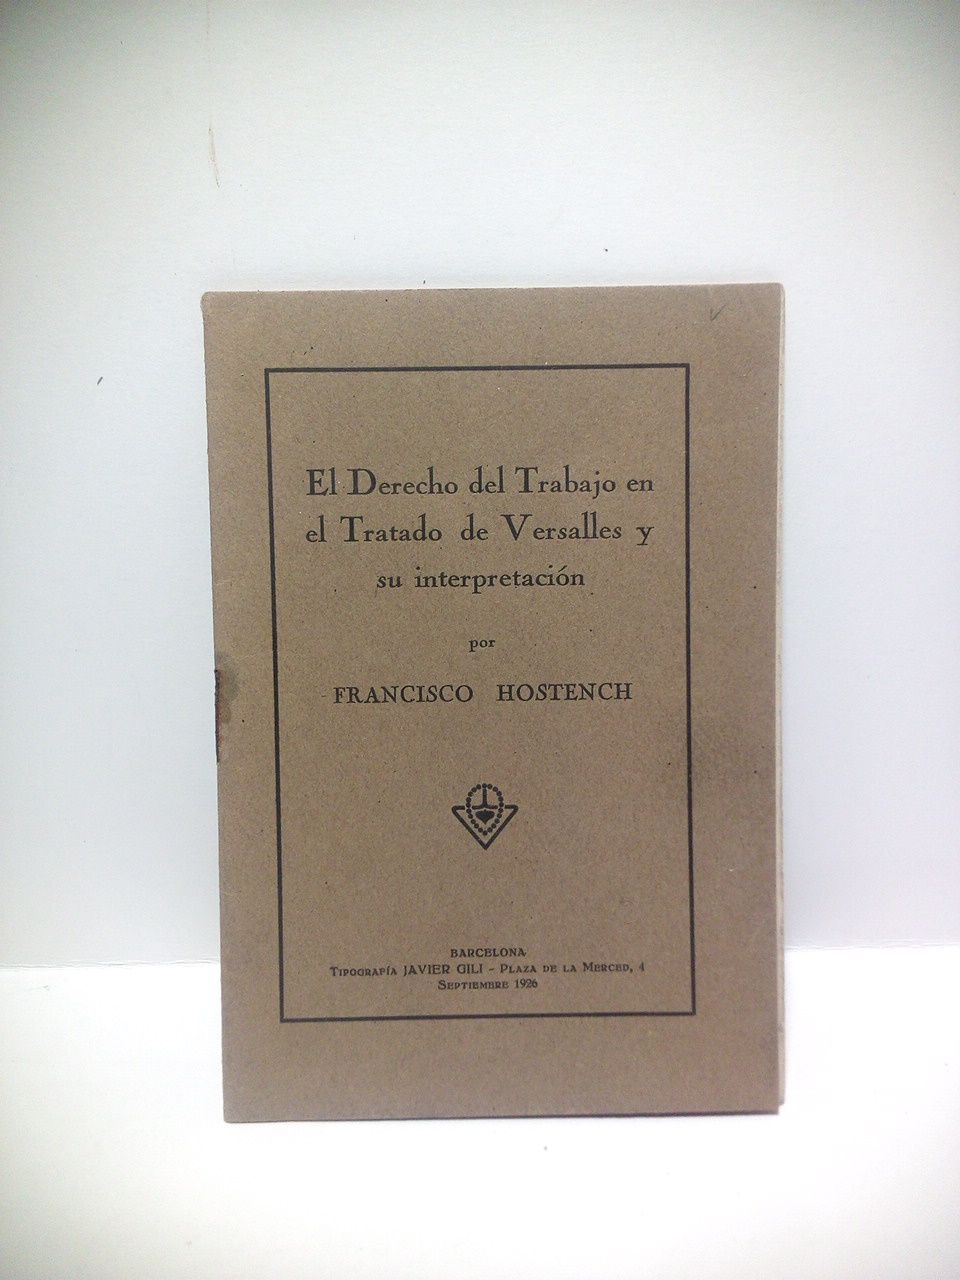 El Derecho del Trabajo en
el Tratado de Versalles y
su interpretación
por
FRANCISCO HOSTENCH
BARCELONA
Tipografía JAVIER GILI - Plaza de la Merced, 4
Septiembre 1926